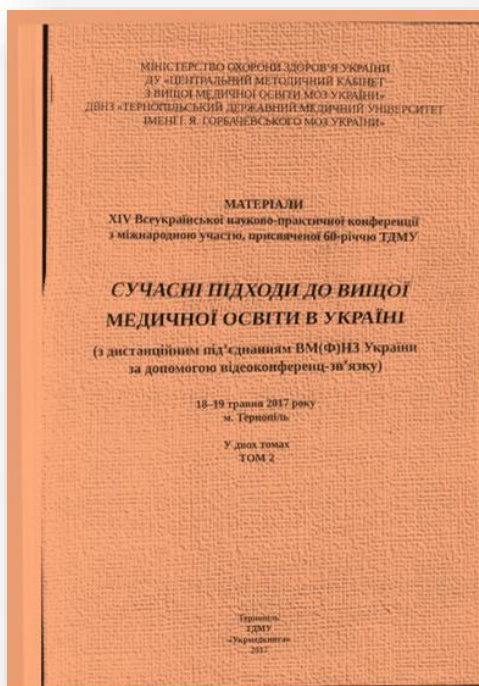 МІНІСТЕРСТВО ОХОРОНИ ЗДОРОВ'Я УКРАЇНИ
ДУ «ЦЕНТРАЛЬНИЙ МЕТОДИЧНИЙ КАБІНЕТ
З ВИЩОЇ МЕДИЧНОЇ ОСВІТИ МОЗ УКРАЇНИ»
ДВНЗ «ТЕРНОПІЛЬСЬКИЙ ДЕРЖАВНИЙ МЕДИЧНИЙ УНІВЕРСИТЕТ
ІМЕНІ І. Я. ГОРБАЧЕВСЬКОГО МОЗ УКРАЇНИ»
МАТЕРІАЛИ
XIV Всеукраїнської науково-практичної конференції
з міжнародною участю, присвяченої 60-річчю ТДМУ
СУЧАСНІ ПІДХОДИ ДО ВИЩОЇ
МЕДИЧНОЇ ОСВІТИ В УКРАЇНІ
(з дистанційним під'єднанням ВМ(Ф)НЗ України
за допомогою відеоконференц-зв'язку)
18–19 травня 2017 року
м. Тернопіль
У двох томах
ТОМ 2
Тернопіль
ТДМУ
«Укрмедкнига»
2017